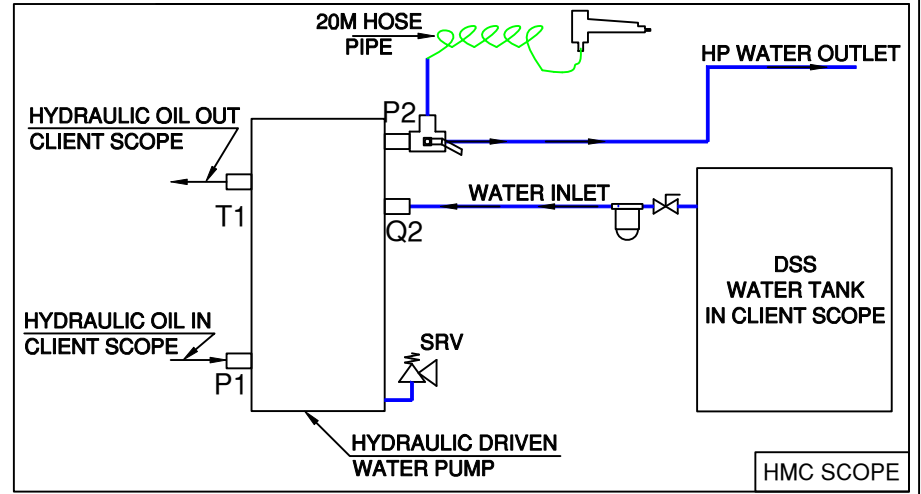 20M HOSE
PIPE
HP WATER OUTLET
HYDRAULIC OIL OUT
CLIENT SCOPE
P2
T1
WATER INLET
Q2
DSS
WATER TANK
IN CLIENT SCOPE
HYDRAULIC OIL IN
CLIENT SCOPE
P1
SRV
HYDRAULIC DRIVEN
WATER PUMP
HMC SCOPE